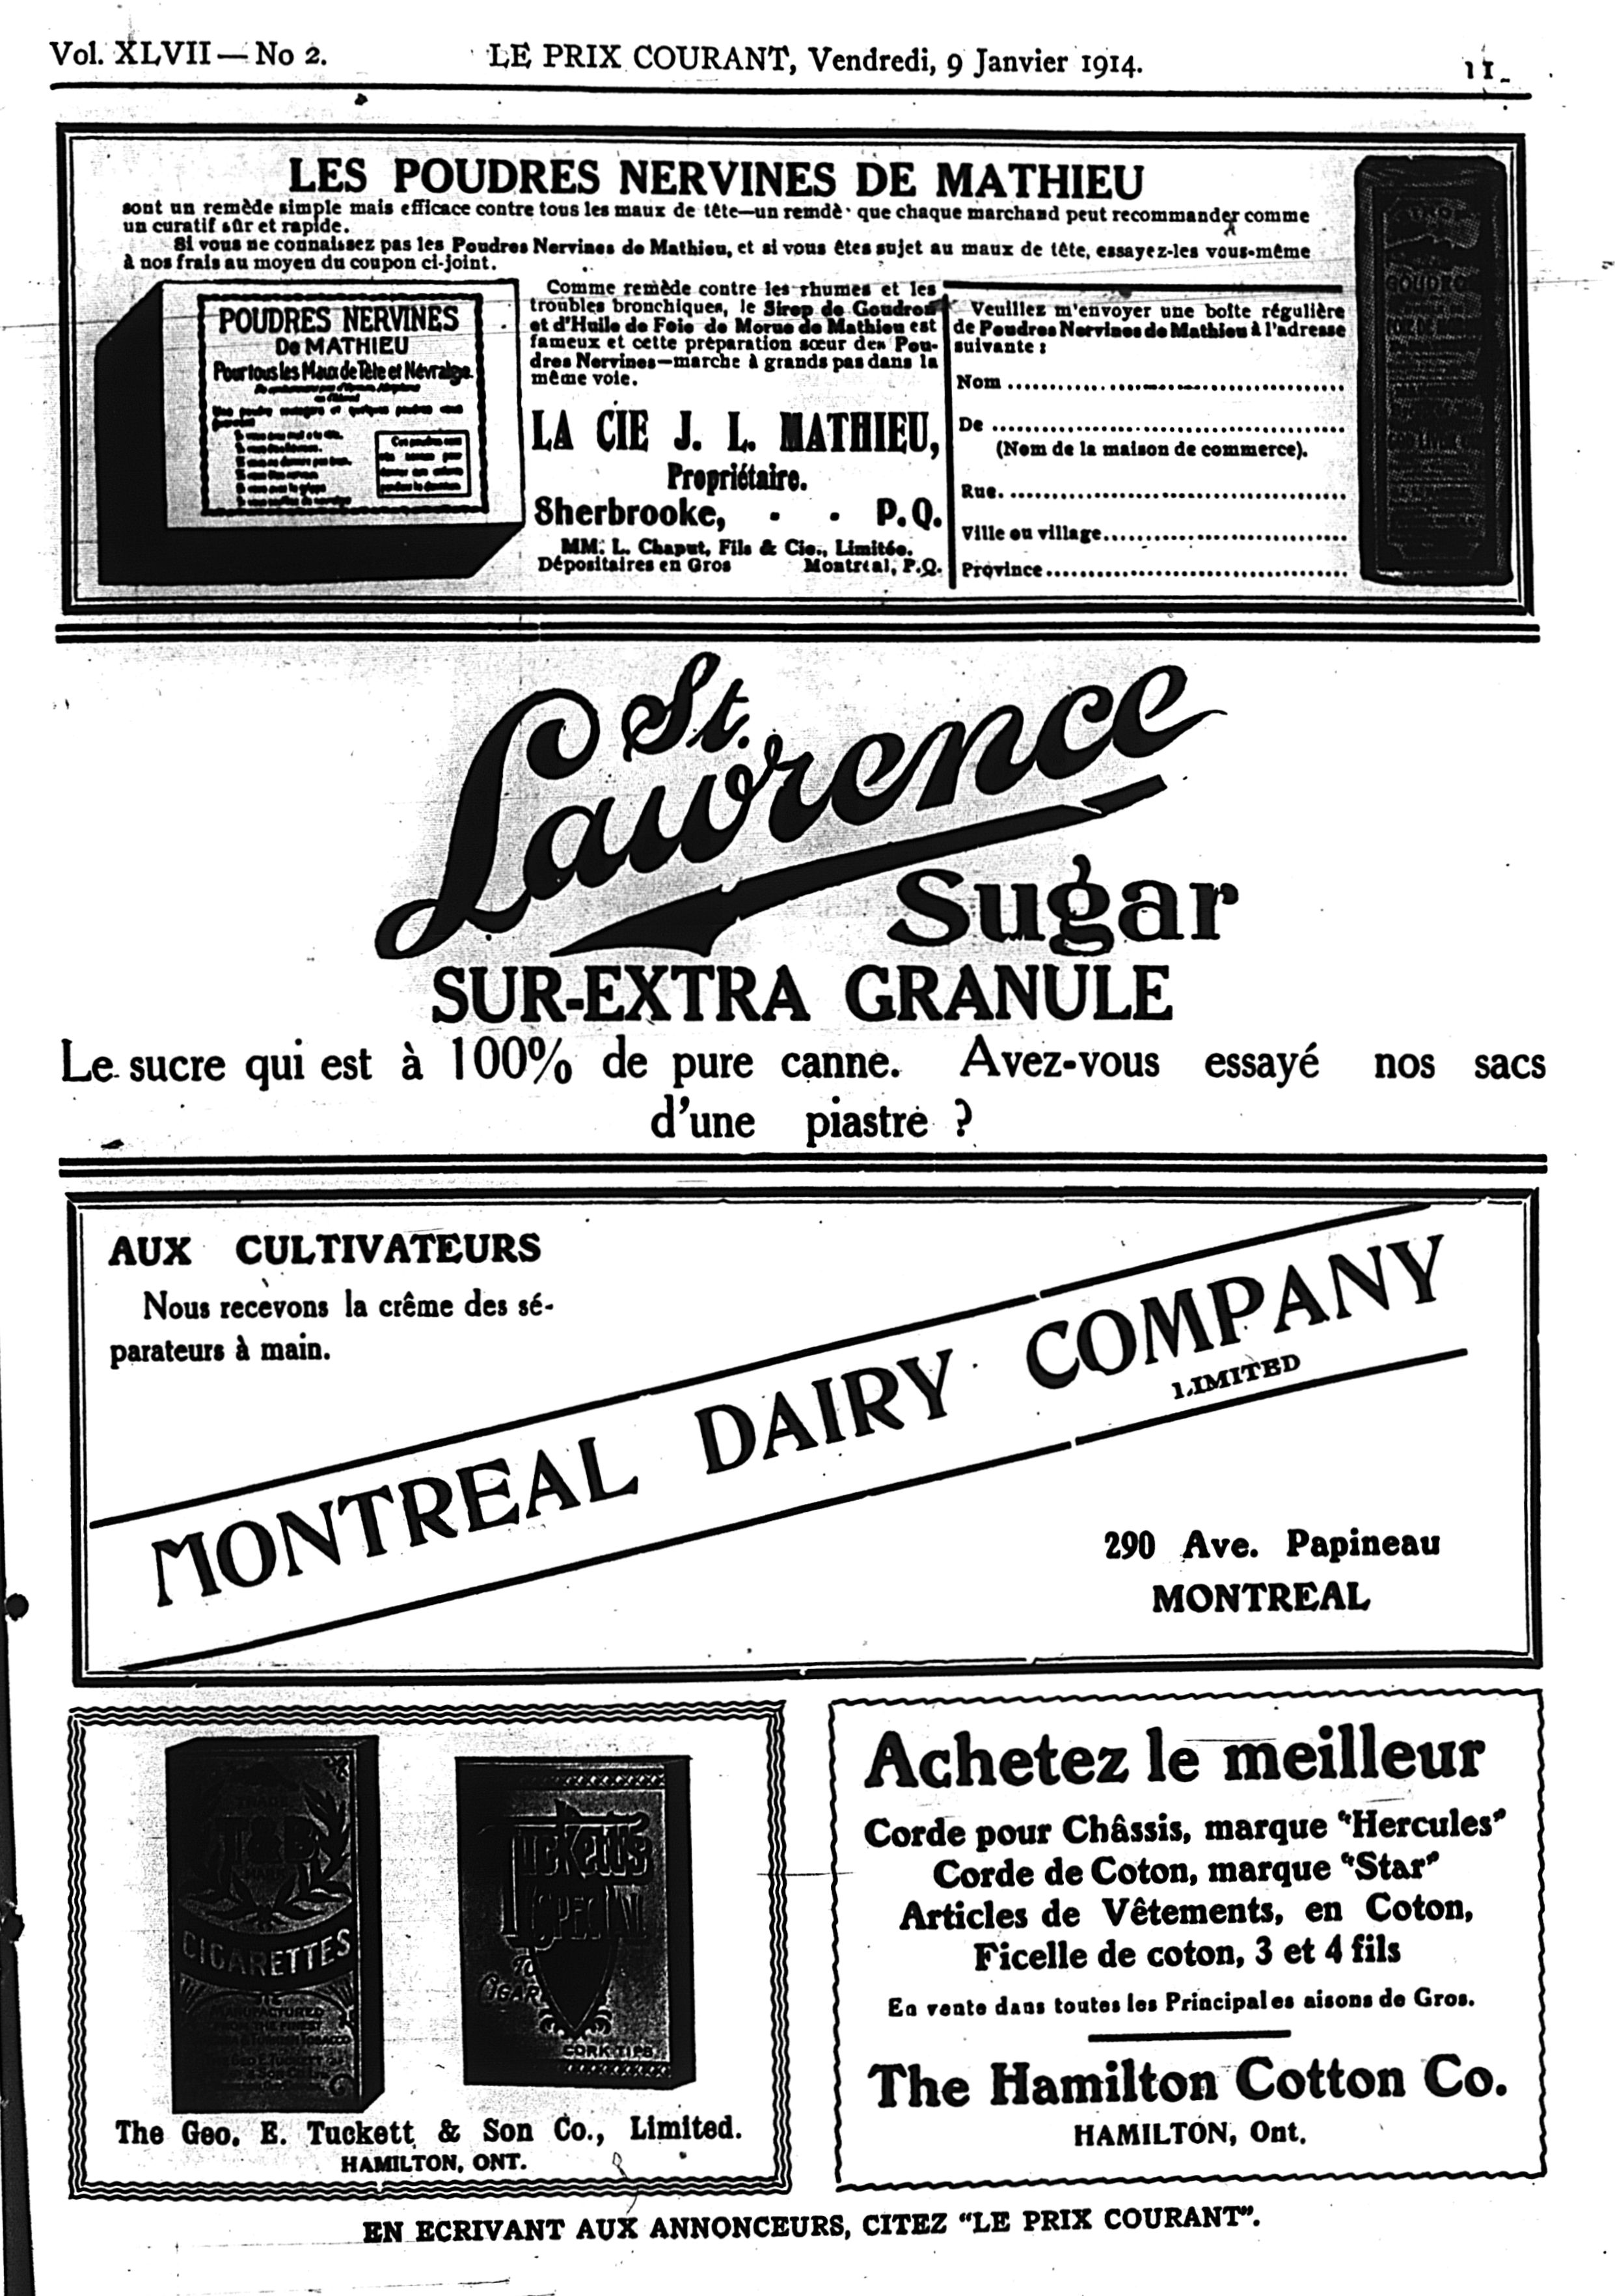 Vol. XLVII — No 2.
LE PRIX COURANT, Vendredi, 9 Janvier 1914.
11
LES POUDRES NERVINES DE MATHIEU
sont un remède simple mais efficace contre tous les maux de tête—un remdè· que chaque marchand peut recommander comme
un curatif sûr et rapide.
Si vous ne connaissez pas les Poudres Nervines de Mathieu, et si vous êtes sujet au maux de tête, essayez-les vous-même
à nos frais au moyen du coupon ci-joint.
POUDRES NERVINES
De MATHIEU
Pour tous les Maux de Tête et Névralgie.
Comme remède contre les rhumes et les
troubles bronchiques, le Sirop de Goudron
et d'Huile de Foie de Morue de Mathieu est
fameux et cette préparation sœur des Pou-
dres Nervines—marche à grands pas dans la
même voie.
LA CIE J. L. MATHIEU,
Propriétaire.
Sherbrooke, - - P.Q.
MM. L. Chaput, Fils & Cie., Limitée.
Dépositaires en Gros Montréal, P.Q.
Veuillez m'envoyer une boîte régulière
de Poudres Nervines de Mathieu à l'adresse
suivante :
Nom
De
(Nom de la maison de commerce).
Rue.
Ville ou village
Province
GOUDRON
St.
Lawrence
Sugar
SUR-EXTRA GRANULE
Le sucre qui est à 100% de pure canne. Avez-vous essayé nos sacs
d'une piastre ?
AUX CULTIVATEURS
Nous recevons la crême des sé-
parateurs à main.
MONTREAL DAIRY COMPANY
LIMITED
290 Ave. Papineau
MONTREAL
T&B
CIGARETTES
MANUFACTURED
FROM THE FINEST
Tuckett's
SPECIAL
10
CIGAR
CORK TIPS
The Geo. E. Tuckett & Son Co., Limited.
HAMILTON, ONT.
Achetez le meilleur
Corde pour Châssis, marque "Hercules"
Corde de Coton, marque "Star"
Articles de Vêtements, en Coton,
Ficelle de coton, 3 et 4 fils
En vente dans toutes les Principales aisons de Gros.
The Hamilton Cotton Co.
HAMILTON, Ont.
EN ECRIVANT AUX ANNONCEURS, CITEZ "LE PRIX COURANT".